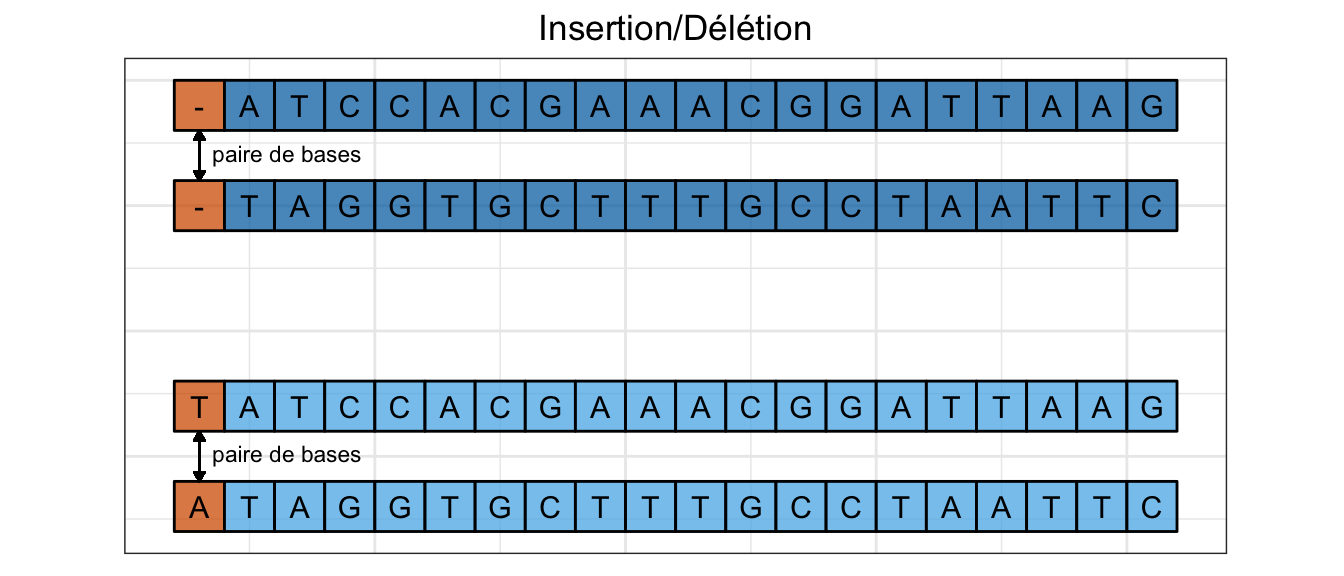 Insertion/Délétion
- A T C C A C G A A A C G G A T T A A G
paire de bases
- T A G G T G C T T T G C C T A A T T C
T A T C C A C G A A A C G G A T T A A G
paire de bases
A T A G G T G C T T T G C C T A A T T C